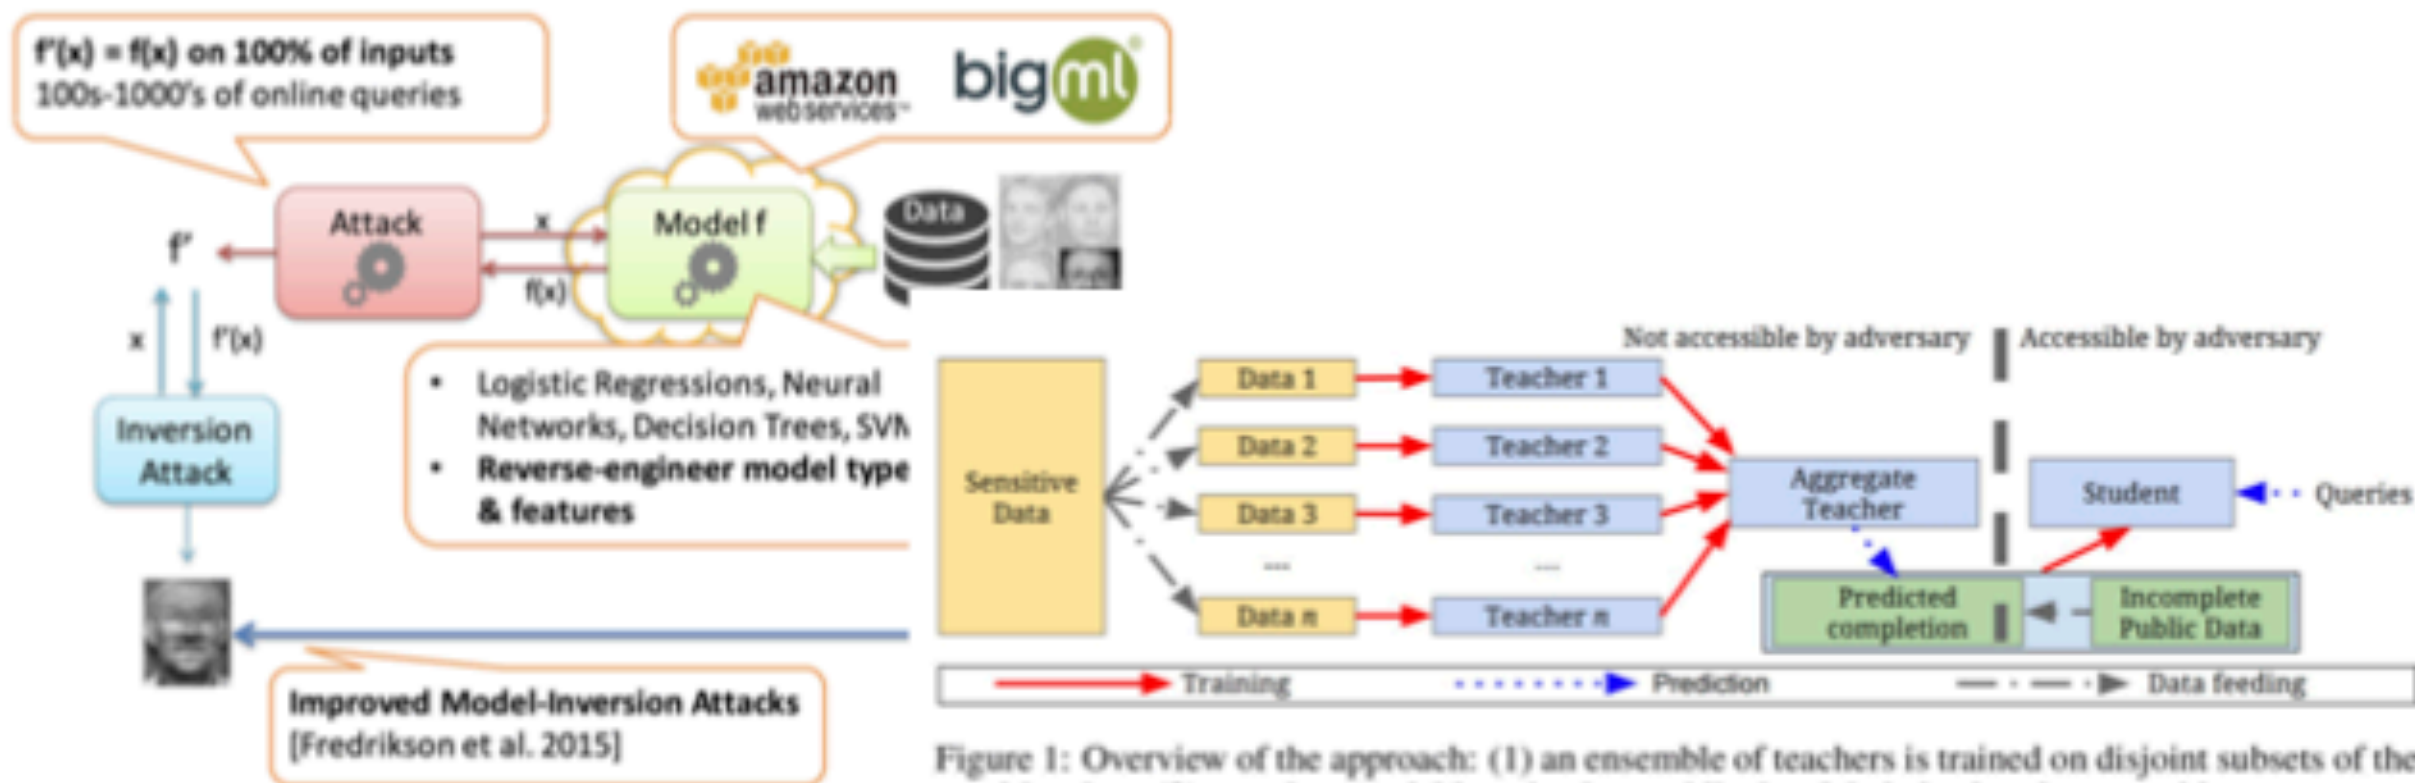 f'(x) = f(x) on 100% of inputs
100s-1000's of online queries
amazon
webservices™
bigml®
Attack
x
f(x)
Model f
Data
f'
x
f'(x)
Inversion
Attack
• Logistic Regressions, Neural
Networks, Decision Trees, SVM
• Reverse-engineer model type
& features
Improved Model-Inversion Attacks
[Fredrikson et al. 2015]
Not accessible by adversary
Accessible by adversary
Sensitive
Data
Data 1
Teacher 1
Data 2
Teacher 2
Data 3
Teacher 3
...
...
Data n
Teacher n
Aggregate
Teacher
Student
Queries
Predicted
completion
Incomplete
Public Data
Training
Prediction
Data feeding
Figure 1: Overview of the approach: (1) an ensemble of teachers is trained on disjoint subsets of the